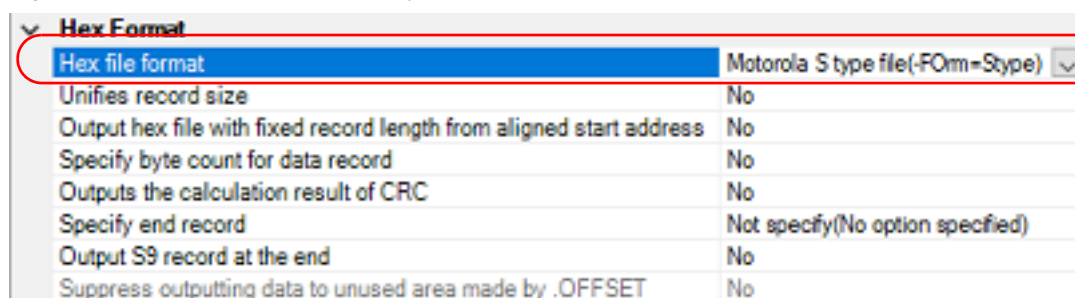 Hex Format
Hex file format Motorola S type file(-FOrm=Stype)
Unifies record size No
Output hex file with fixed record length from aligned start address No
Specify byte count for data record No
Outputs the calculation result of CRC No
Specify end record Not specify(No option specified)
Output S9 record at the end No
Suppress outputting data to unused area made by .OFFSET No